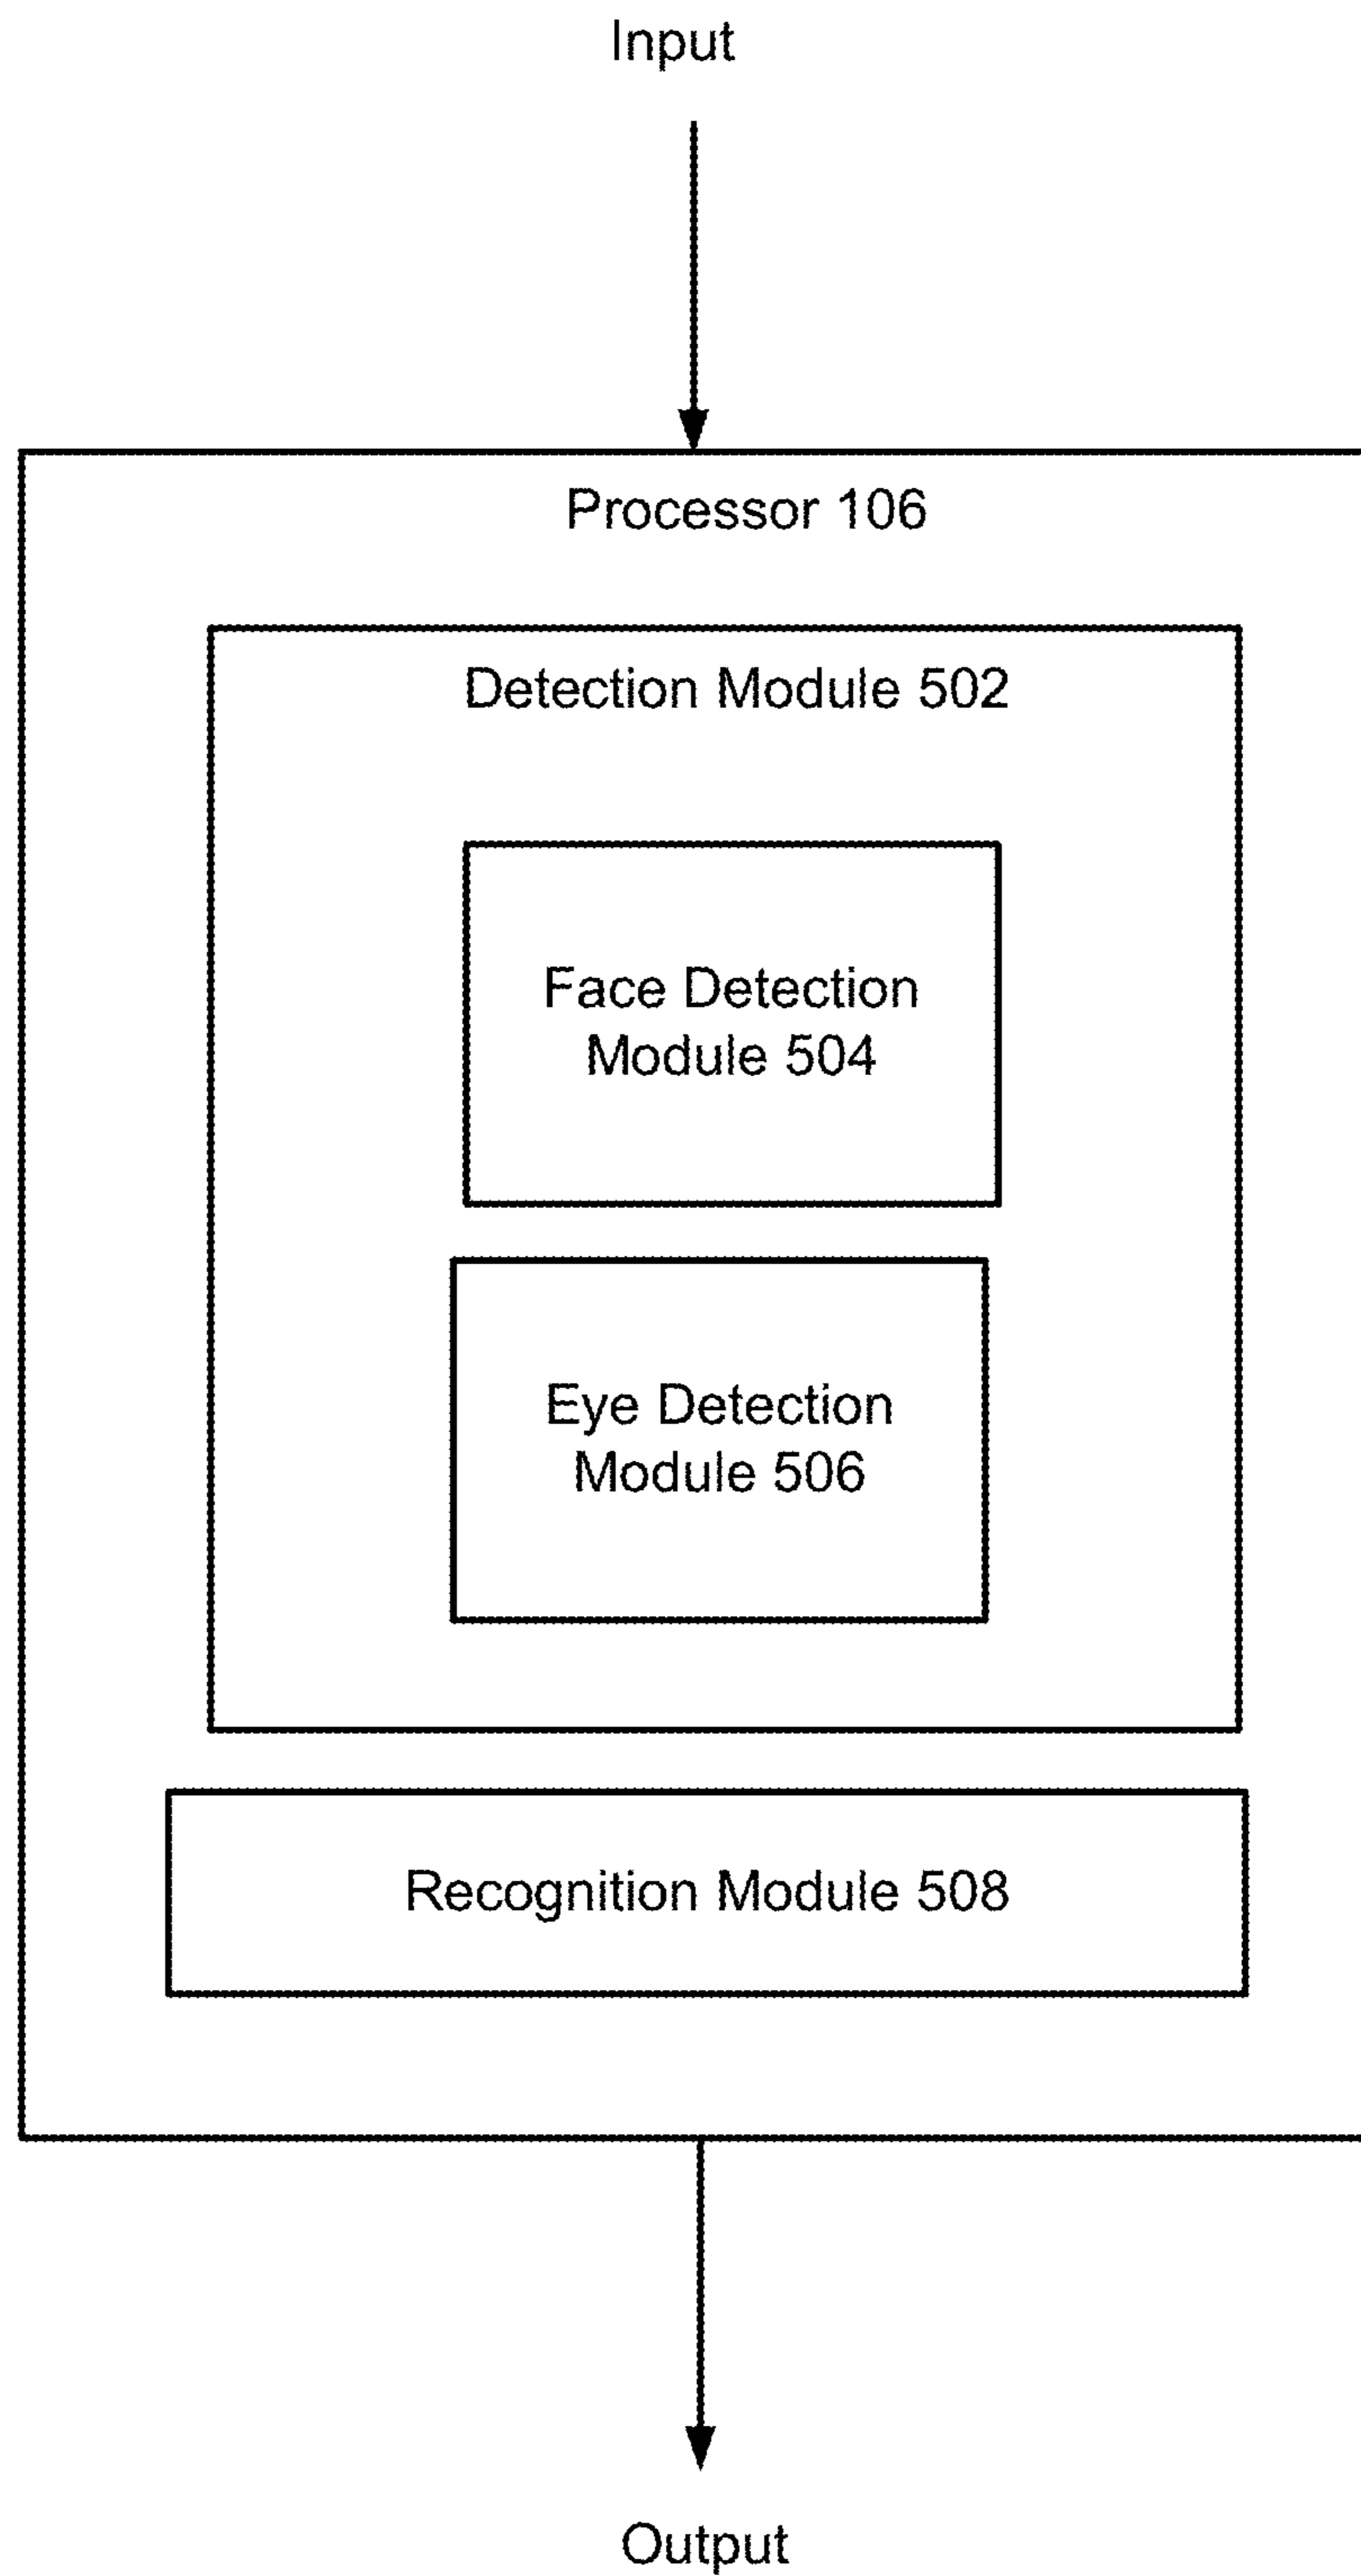 Input
Processor 106
Detection Module 502
Face Detection
Module 504
Eye Detection
Module 506
Recognition Module 508
Output